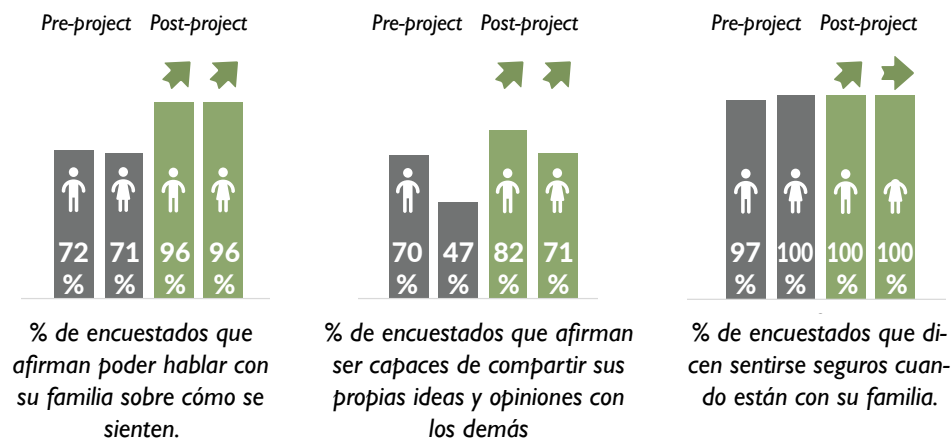 Pre-project Post-project
72 % 71 % 96 % 96 %
% de encuestados que
afirman poder hablar con
su familia sobre cómo se
sienten.
Pre-project Post-project
70 % 47 % 82 % 71 %
% de encuestados que afirman
ser capaces de compartir sus
propias ideas y opiniones con
los demás
Pre-project Post-project
97 % 100 % 100 % 100 %
% de encuestados que di-
cen sentirse seguros cuan-
do están con su familia.